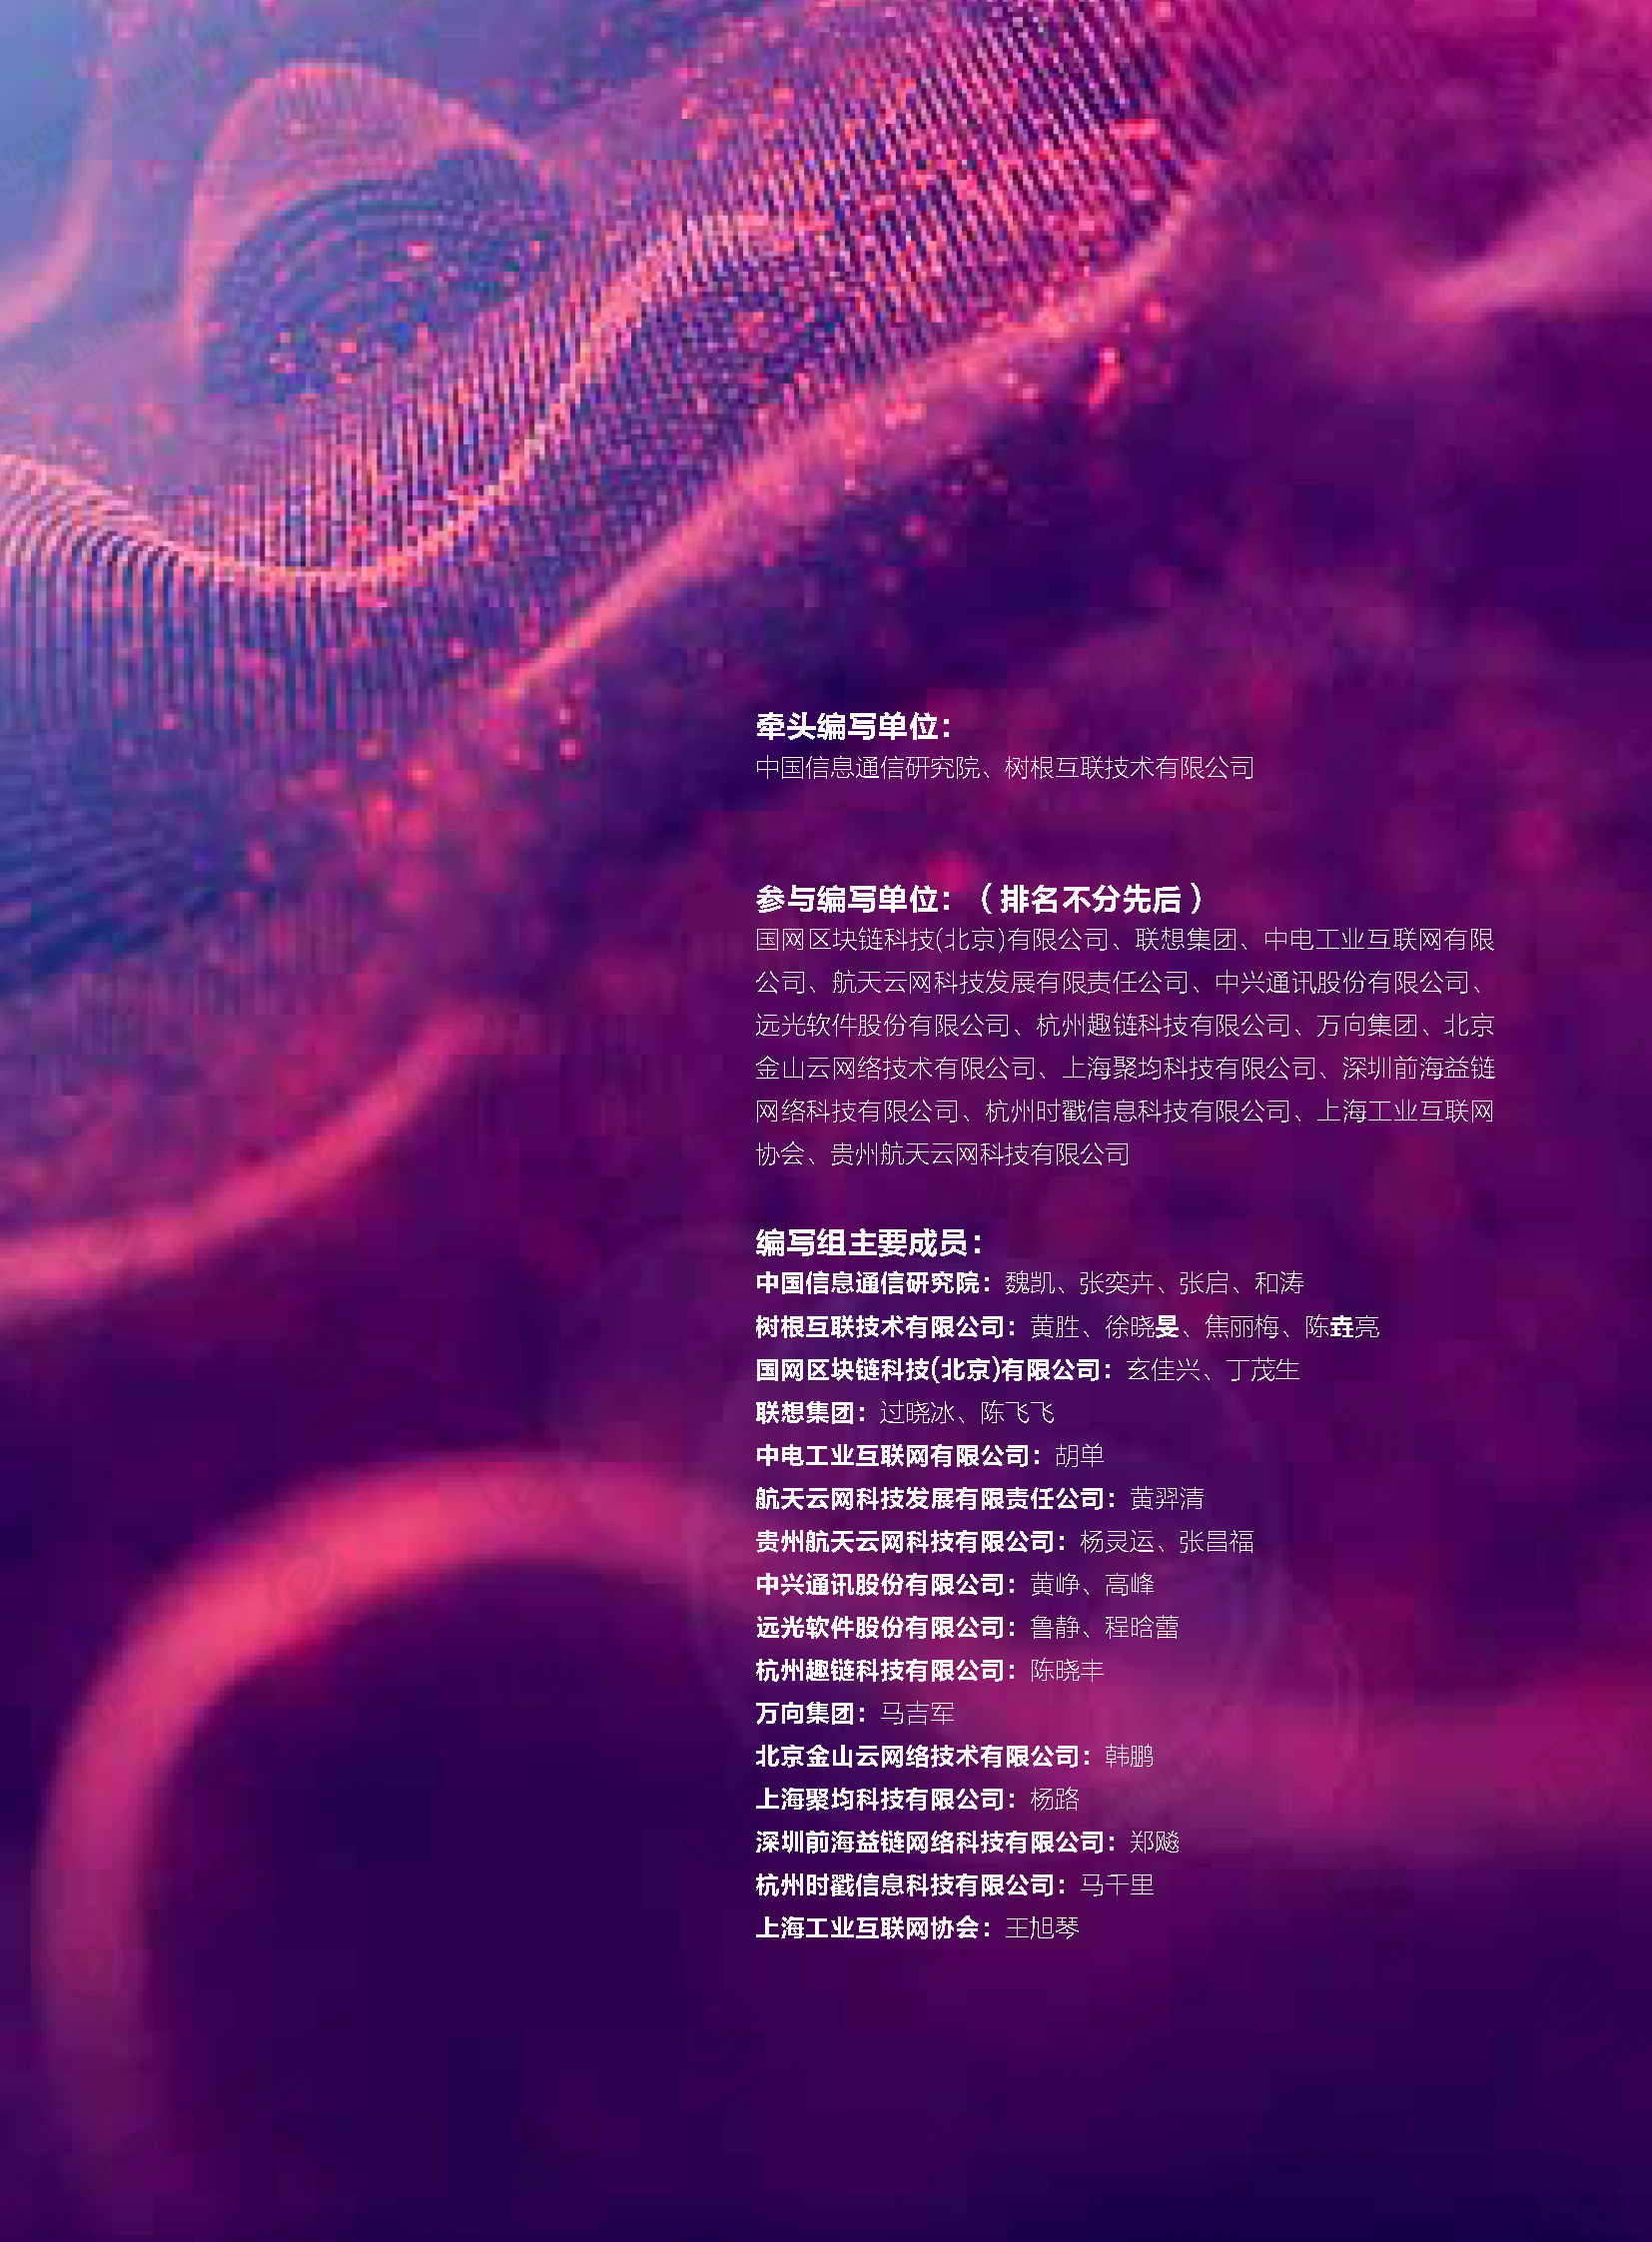 牵头编写单位：
中国信息通信研究院、树根互联技术有限公司
参与编写单位：（排名不分先后）
国网区块链科技(北京)有限公司、联想集团、中电工业互联网有限
公司、航天云网科技发展有限责任公司、中兴通讯股份有限公司、
远光软件股份有限公司、杭州趣链科技有限公司、万向集团、北京
金山云网络技术有限公司、上海聚均科技有限公司、深圳前海益链
网络科技有限公司、杭州时戳信息科技有限公司、上海工业互联网
协会、贵州航天云网科技有限公司
编写组主要成员：
中国信息通信研究院：魏凯、张奕卉、张启、和涛
树根互联技术有限公司：黄胜、徐晓旻、焦丽梅、陈垚亮
国网区块链科技(北京)有限公司：玄佳兴、丁茂生
联想集团：过晓冰、陈飞飞
中电工业互联网有限公司：胡单
航天云网科技发展有限责任公司：黄羿清
贵州航天云网科技有限公司：杨灵运、张昌福
中兴通讯股份有限公司：黄峥、高峰
远光软件股份有限公司：鲁静、程晗蕾
杭州趣链科技有限公司：陈晓丰
万向集团：马吉军
北京金山云网络技术有限公司：韩鹏
上海聚均科技有限公司：杨路
深圳前海益链网络科技有限公司：郑飚
杭州时戳信息科技有限公司：马千里
上海工业互联网协会：王旭琴